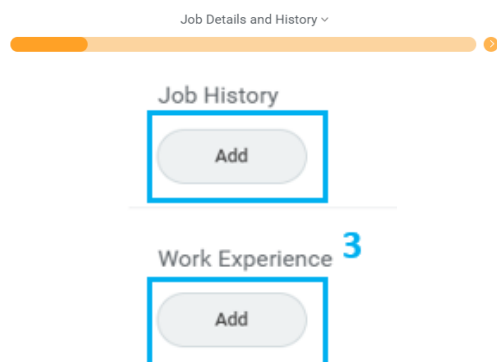 Job Details and History
Job History
Add
Work Experience 3
Add